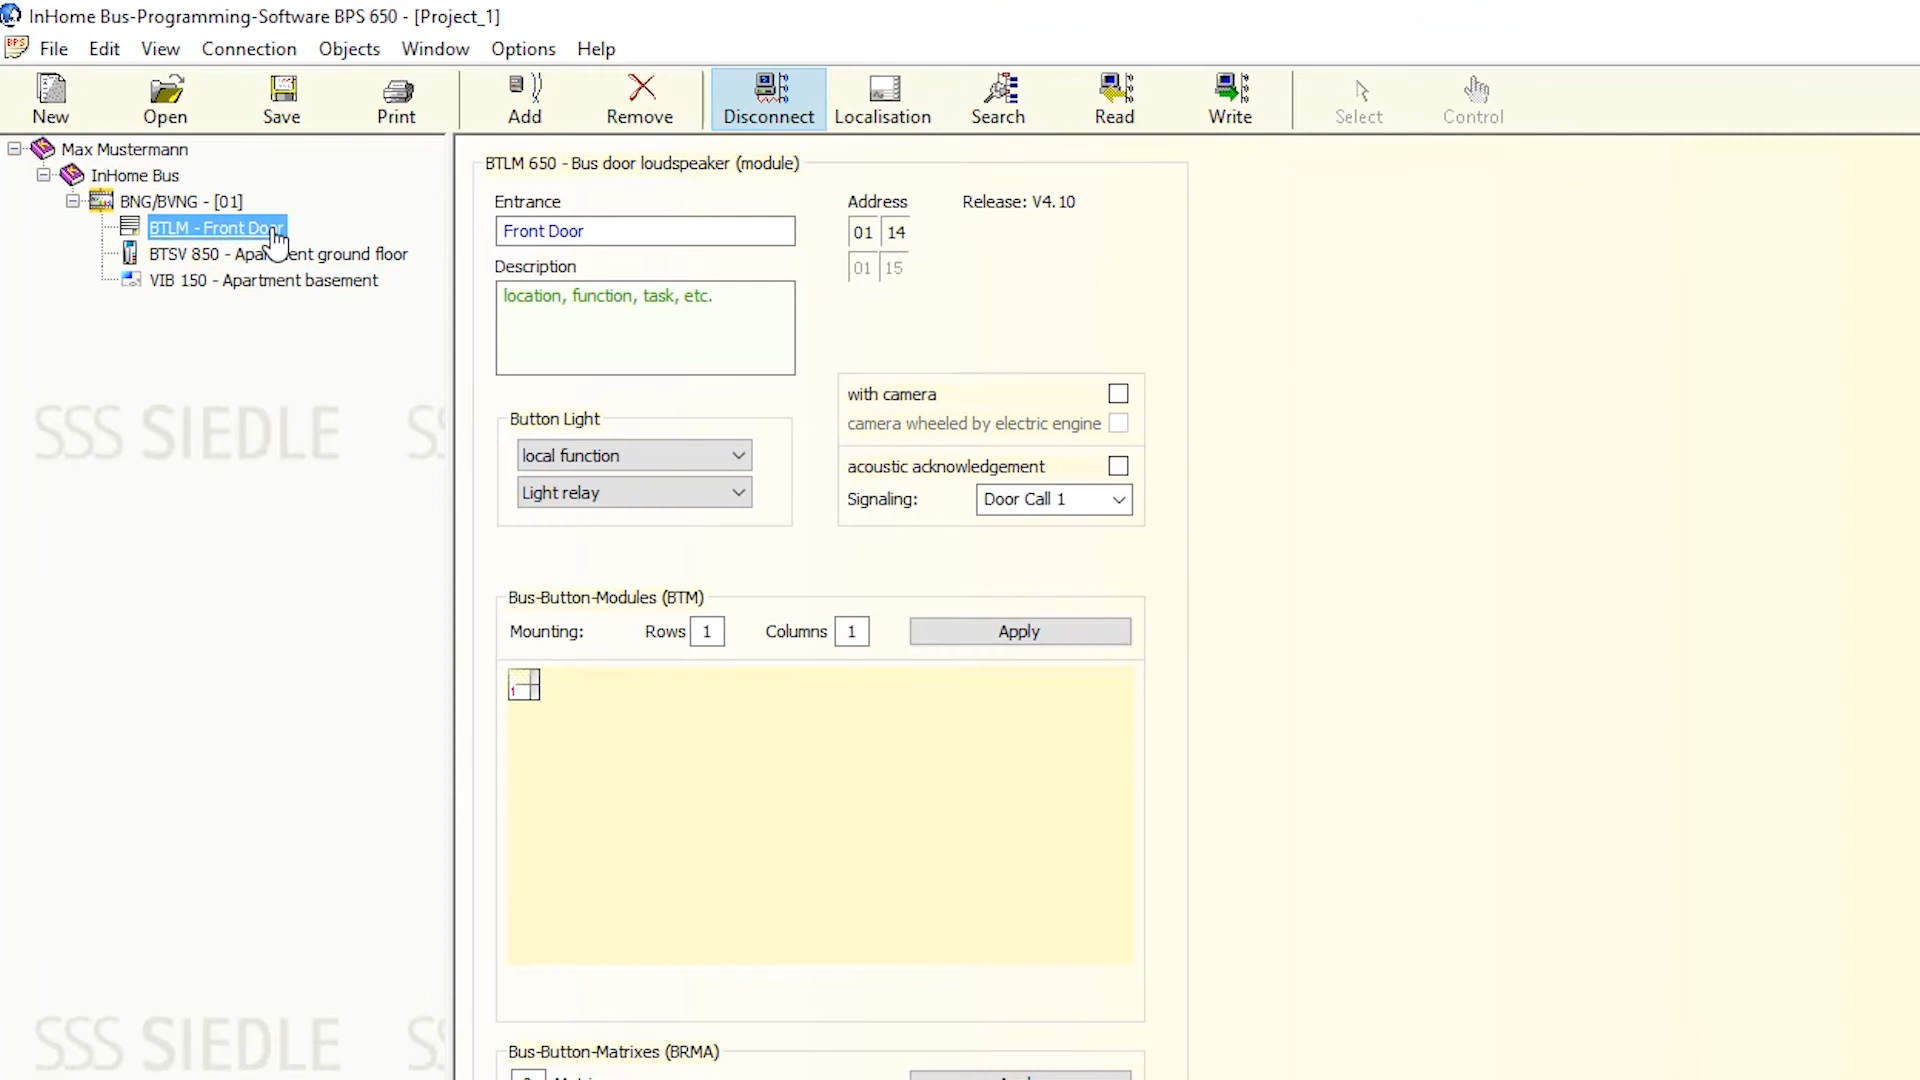 InHome Bus-Programming-Software BPS 650 - [Project_1]
BPS File Edit View Connection Objects Window Options Help
New Open Save Print Add Remove Disconnect Localisation Search Read Write Select Control
Max Mustermann
InHome Bus
BNG/BVNG - [01]
BTLM - Front Door
BTSV 850 - Apartment ground floor
VIB 150 - Apartment basement
SSS SIEDLE
SSS SIEDLE
BTLM 650 - Bus door loudspeaker (module)
Entrance
Front Door
Address
01 14
01 15
Release: V4.10
Description
location, function, task, etc.
Button Light
local function
Light relay
with camera
camera wheeled by electric engine
acoustic acknowledgement
Signaling: Door Call 1
Bus-Button-Modules (BTM)
Mounting: Rows 1 Columns 1 Apply
1
Bus-Button-Matrixes (BRMA)